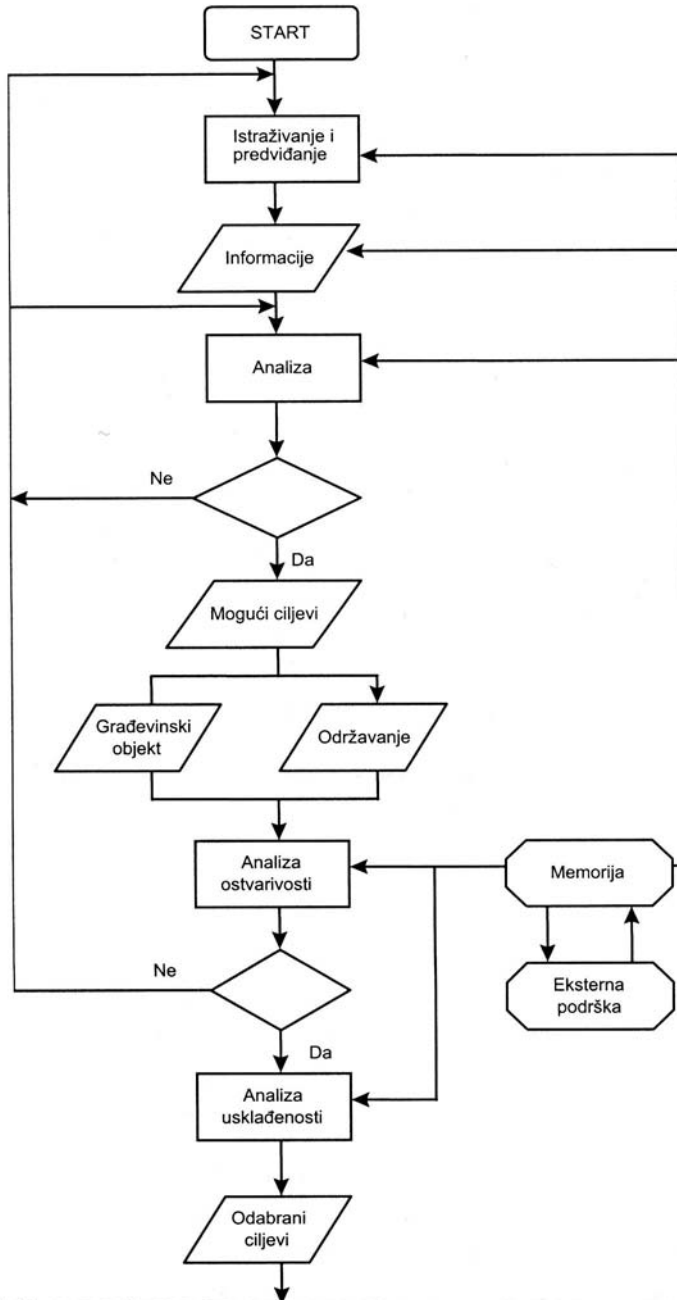 START
Istraživanje i
predviđanje
Informacije
Analiza
Ne
Da
Mogući ciljevi
Građevinski
objekt
Održavanje
Analiza
ostvarivosti
Memorija
Ne
Eksterna
podrška
Da
Analiza
usklađenosti
Odabrani
ciljevi